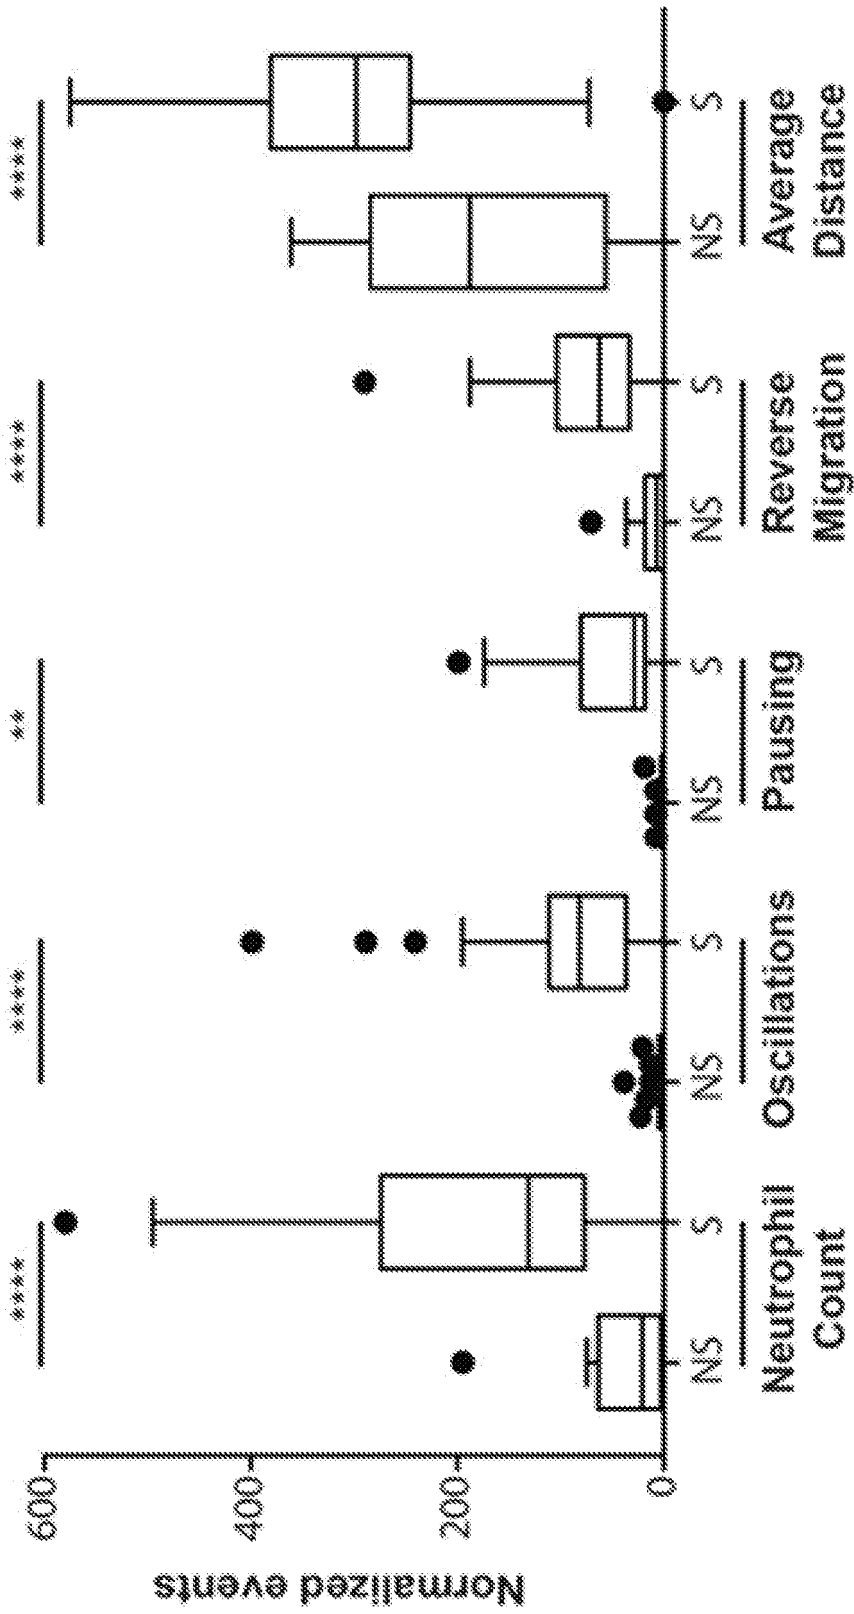 Normalized events
600
400
200
0
****
****
**
****
****
NS S NS S NS S NS S NS S
Neutrophil Count
Oscillations
Pausing
Reverse Migration
Average Distance